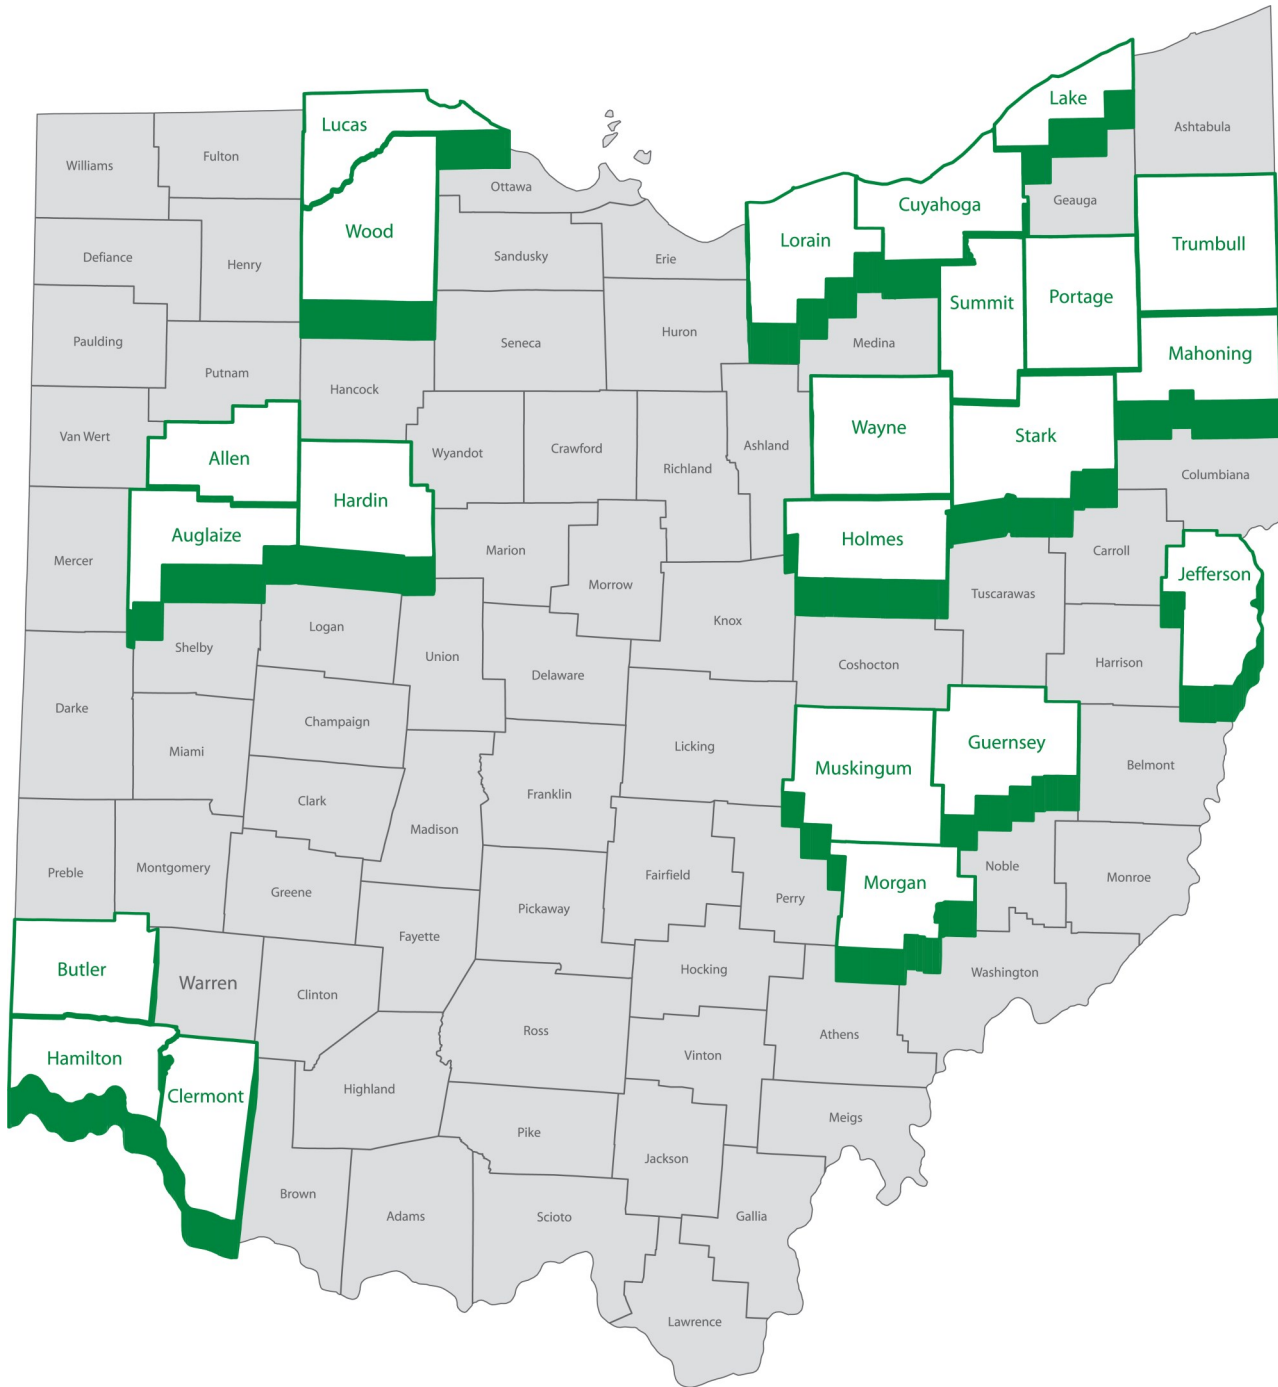 Lake
Ashtabula
Lucas
Fulton
Williams
Ottawa
Geauga
Cuyahoga
Wood
Lorain
Trumbull
Defiance
Henry
Sandusky
Erie
Summit
Portage
Paulding
Seneca
Huron
Medina
Mahoning
Putnam
Hancock
Van Wert
Wyandot
Crawford
Richland
Ashland
Wayne
Stark
Allen
Columbiana
Hardin
Auglaize
Holmes
Mercer
Marion
Morrow
Carroll
Jefferson
Tuscarawas
Knox
Logan
Shelby
Union
Delaware
Coshocton
Harrison
Darke
Champaign
Miami
Licking
Muskingum
Guernsey
Belmont
Clark
Franklin
Madison
Preble
Montgomery
Greene
Fairfield
Perry
Morgan
Noble
Monroe
Pickaway
Fayette
Butler
Warren
Clinton
Hocking
Washington
Ross
Athens
Hamilton
Vinton
Clermont
Highland
Pike
Meigs
Jackson
Brown
Adams
Scioto
Gallia
Lawrence